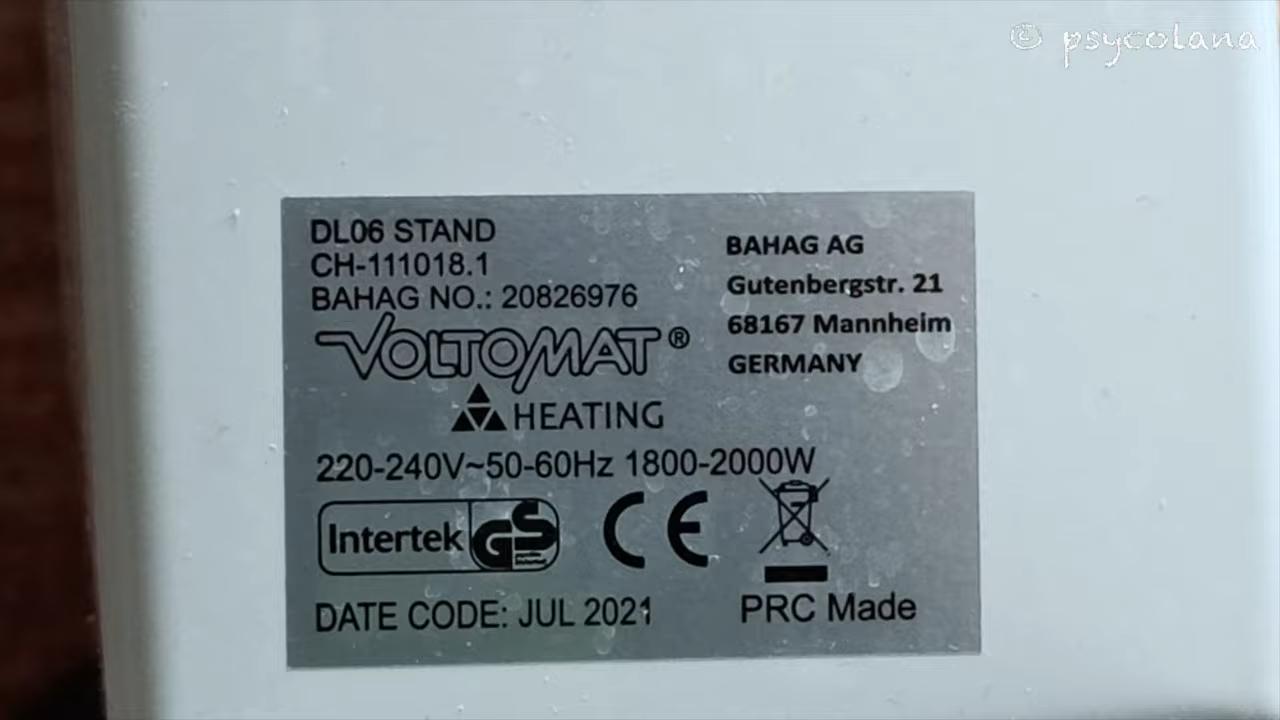 © psycolana
DL06 STAND
CH-111018.1
BAHAG NO.: 20826976
VOLTOMAT®
HEATING
BAHAG AG
Gutenbergstr. 21
68167 Mannheim
GERMANY
220-240V~50-60Hz 1800-2000W
Intertek GS
CE
DATE CODE: JUL 2021
PRC Made